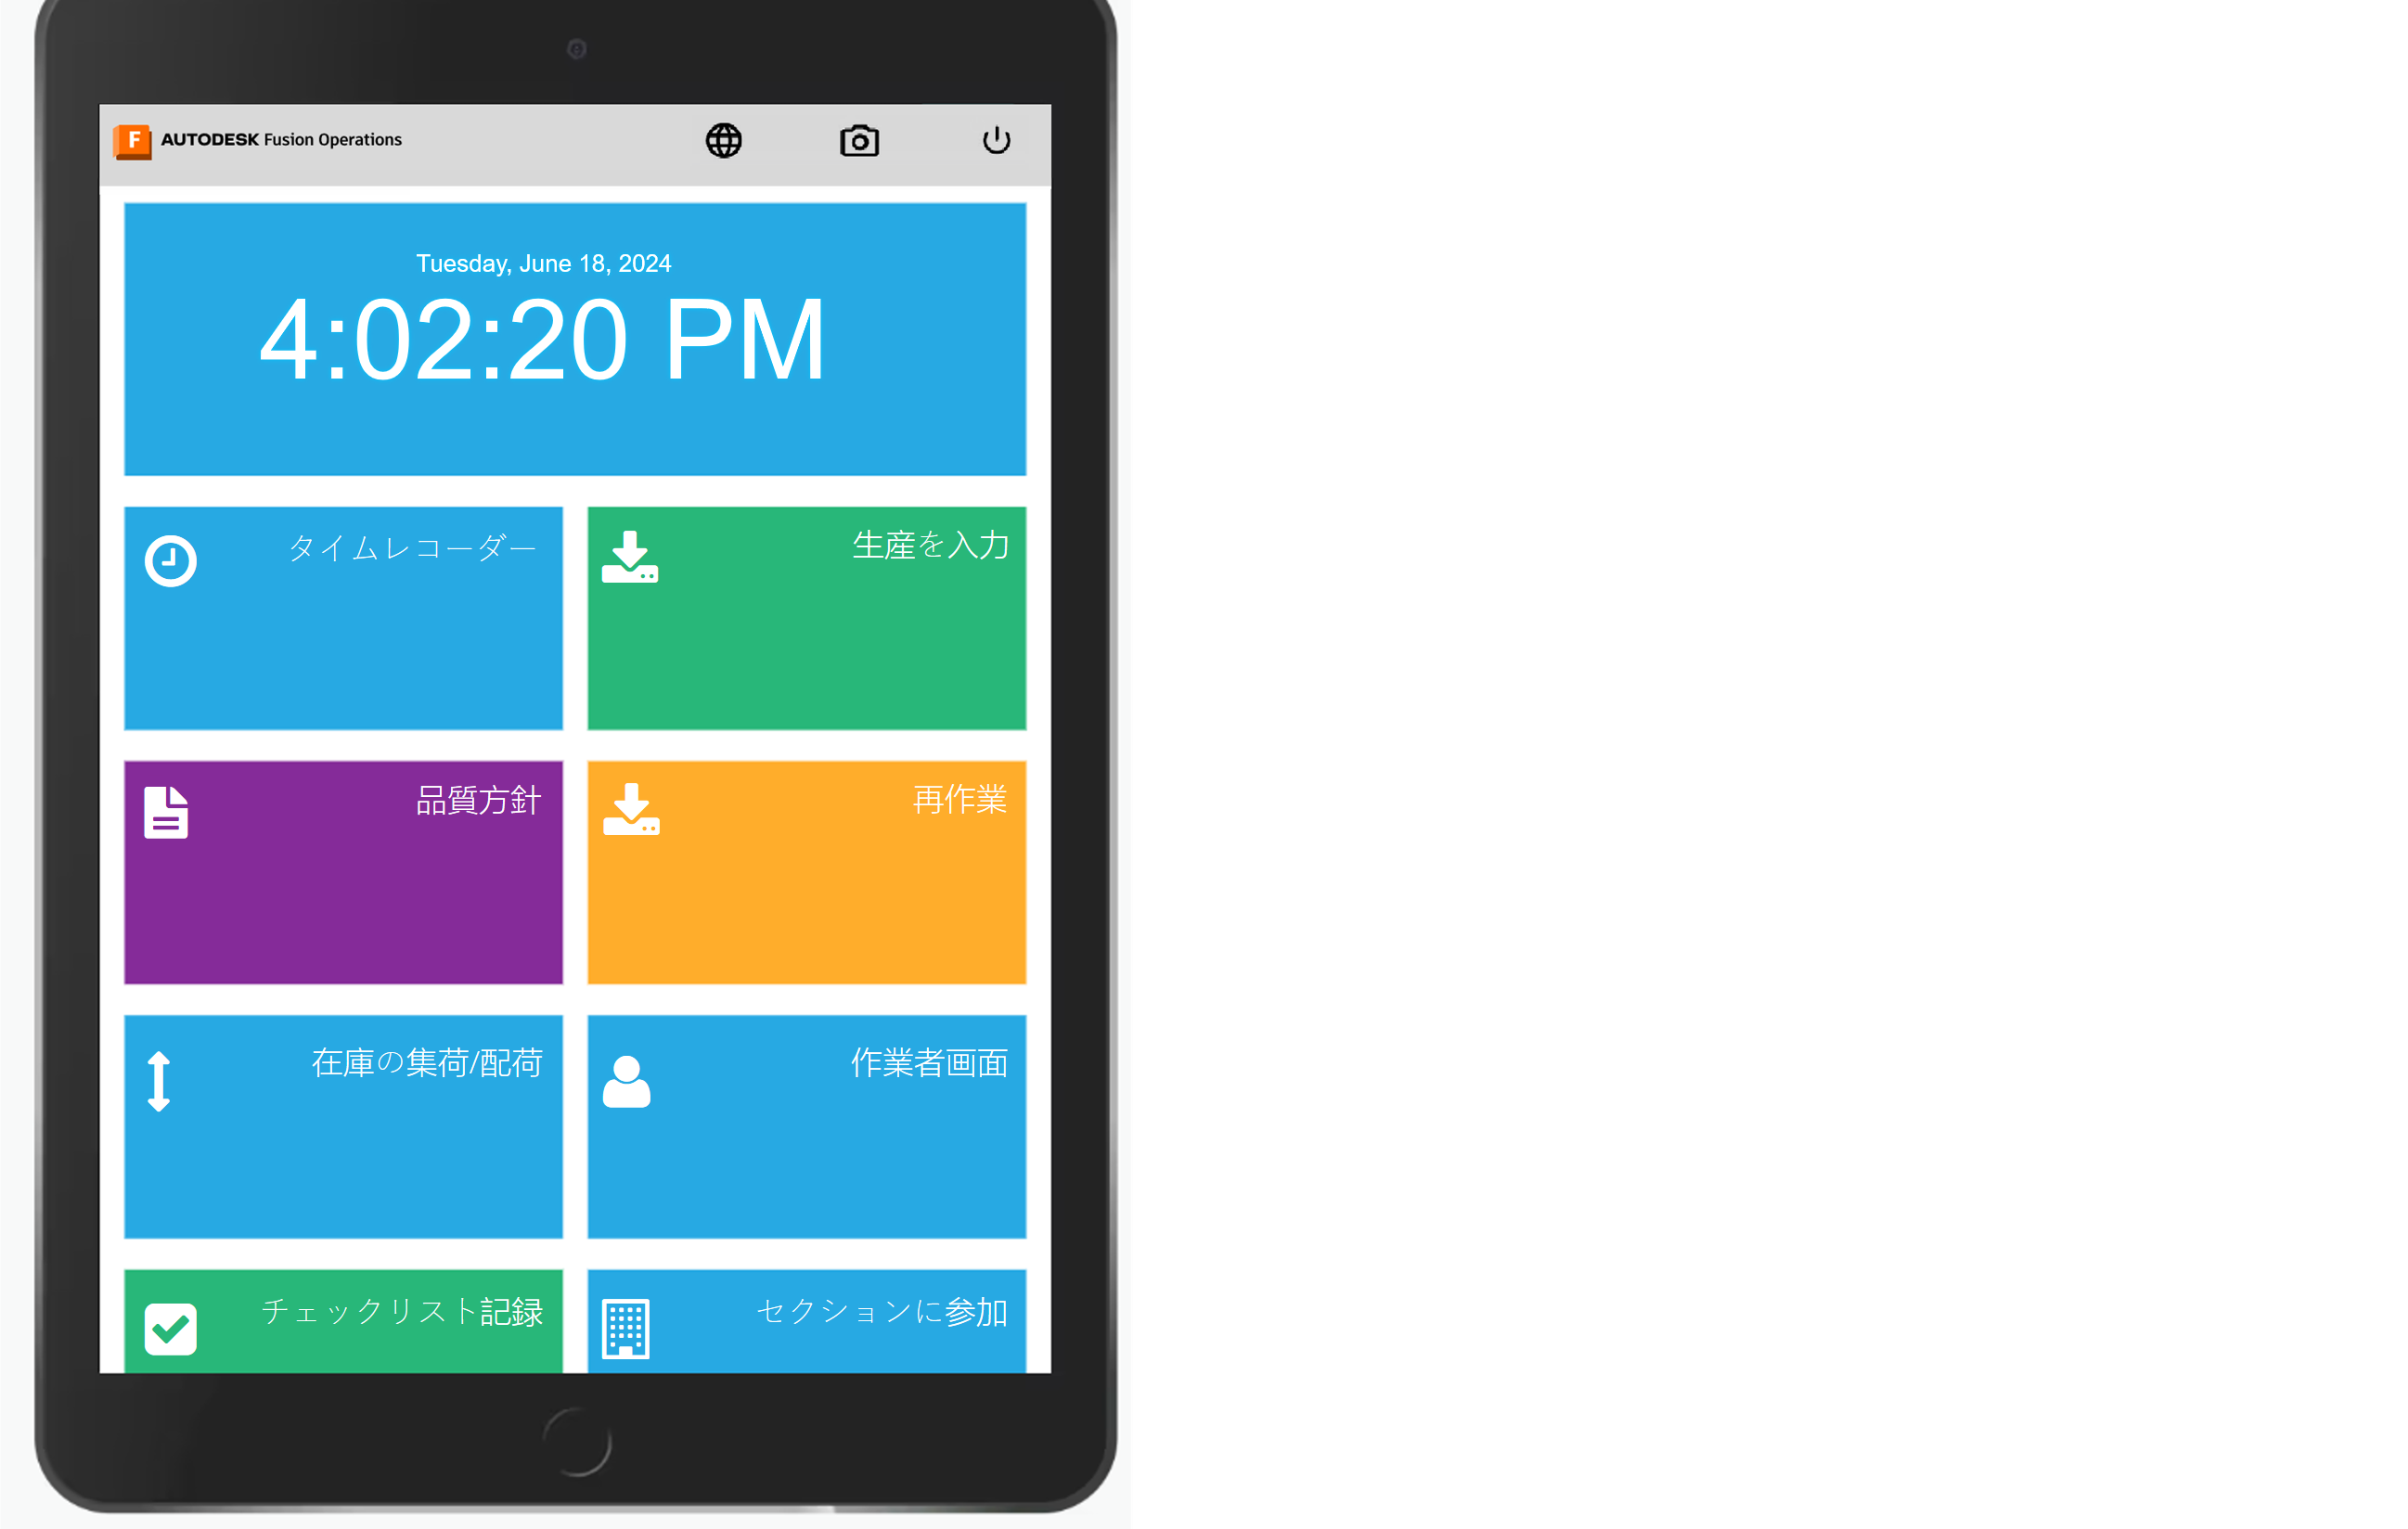 F AUTODESK Fusion Operations
Tuesday, June 18, 2024
4:02:20 PM
タイムレコーダー
生産を入力
品質方針
再作業
在庫の集荷/配荷
作業者画面
チェックリスト記録
セクションに参加